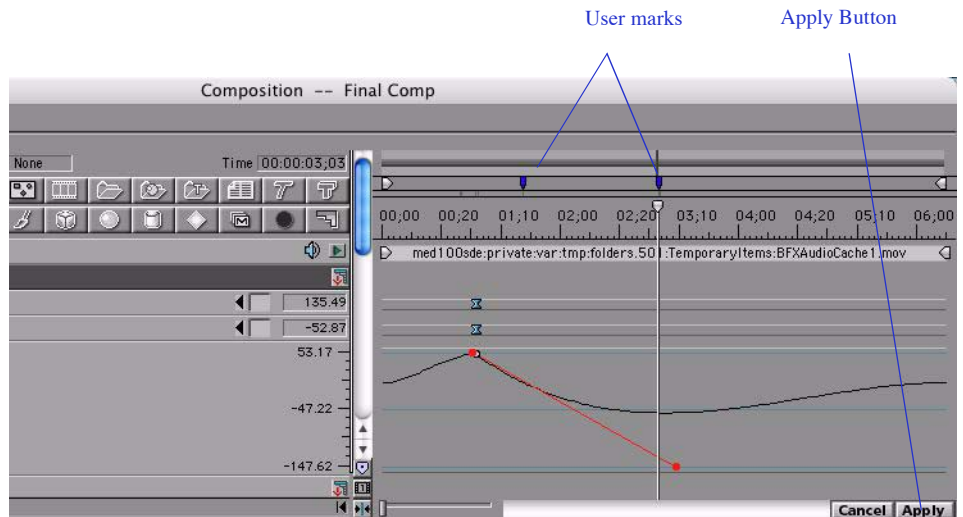 User marks
Apply Button
Composition -- Final Comp
None
Time 00:00:03;03
00;00 00;20 01;10 02;00 02;20 03;10 04;00 04;20 05;10 06;00
med100sde:private:var:tmp:folders.501:TemporaryItems:BFXAudioCache1.mov
135.49
-52.87
53.17
-47.22
-147.62
Cancel Apply